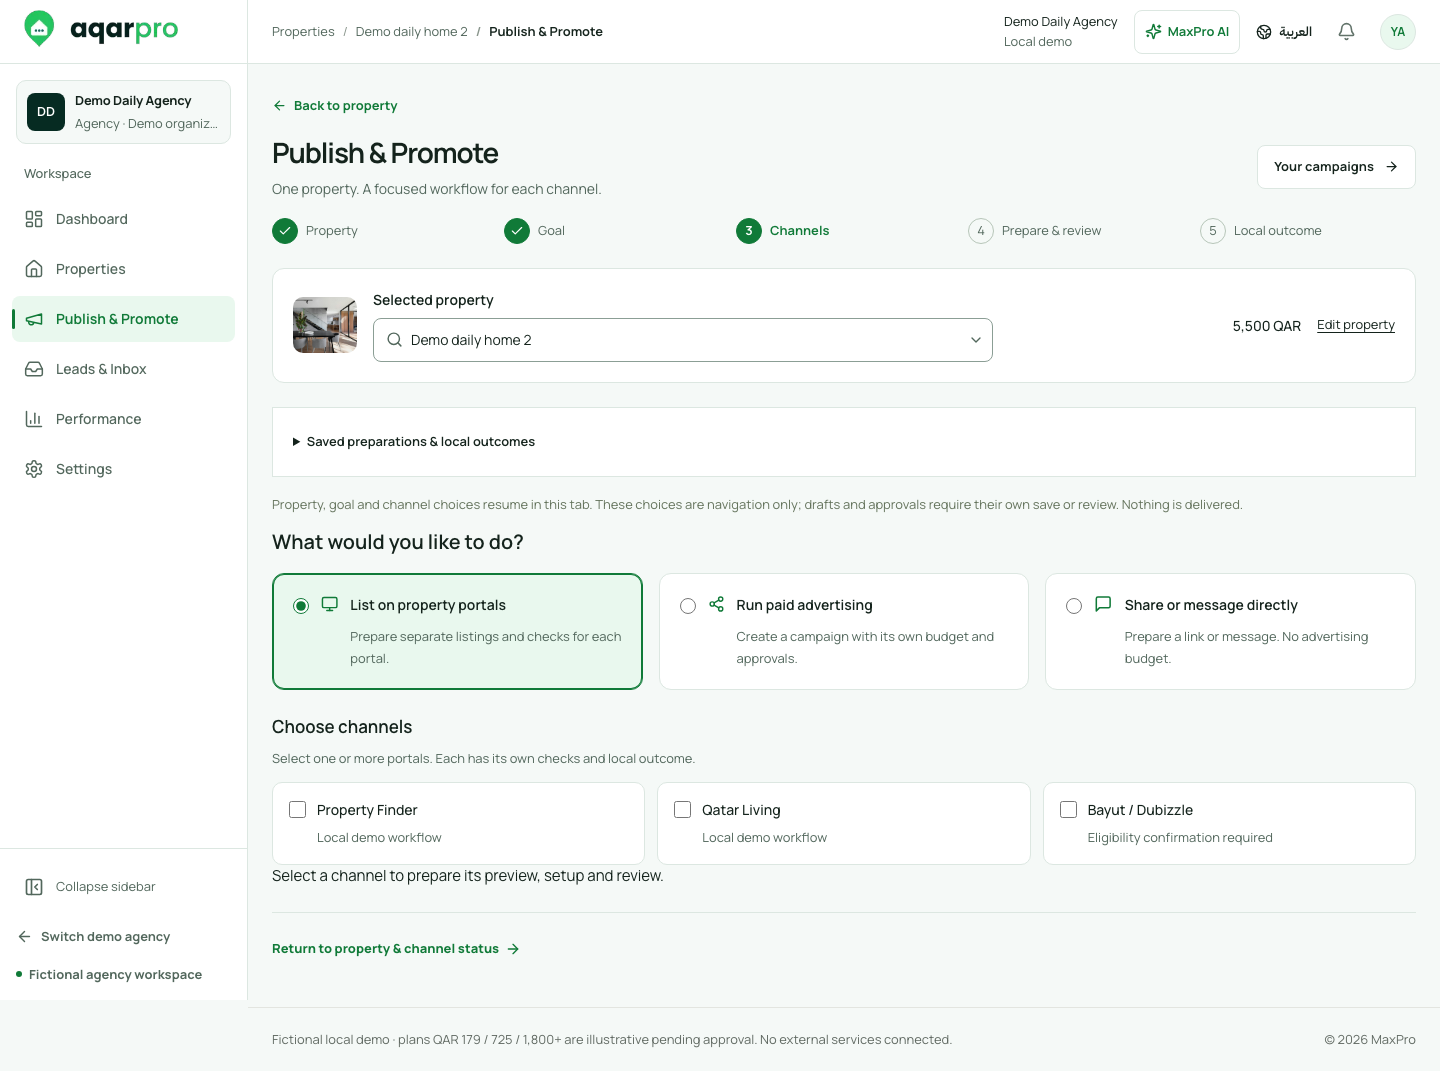 aqarpro
Properties / Demo daily home 2 / Publish & Promote
Demo Daily Agency
Local demo
MaxPro AI
العربية
YA
DD
Demo Daily Agency
Agency · Demo organiz...
Workspace
Dashboard
Properties
Publish & Promote
Leads & Inbox
Performance
Settings
Collapse sidebar
Switch demo agency
Fictional agency workspace
Back to property
Publish & Promote
One property. A focused workflow for each channel.
Your campaigns
Property
Goal
3 Channels
4 Prepare & review
5 Local outcome
Selected property
Demo daily home 2
5,500 QAR
Edit property
Saved preparations & local outcomes
Property, goal and channel choices resume in this tab. These choices are navigation only; drafts and approvals require their own save or review. Nothing is delivered.
What would you like to do?
List on property portals
Prepare separate listings and checks for each
portal.
Run paid advertising
Create a campaign with its own budget and
approvals.
Share or message directly
Prepare a link or message. No advertising
budget.
Choose channels
Select one or more portals. Each has its own checks and local outcome.
Property Finder
Local demo workflow
Qatar Living
Local demo workflow
Bayut / Dubizzle
Eligibility confirmation required
Select a channel to prepare its preview, setup and review.
Return to property & channel status
Fictional local demo · plans QAR 179 / 725 / 1,800+ are illustrative pending approval. No external services connected.
© 2026 MaxPro